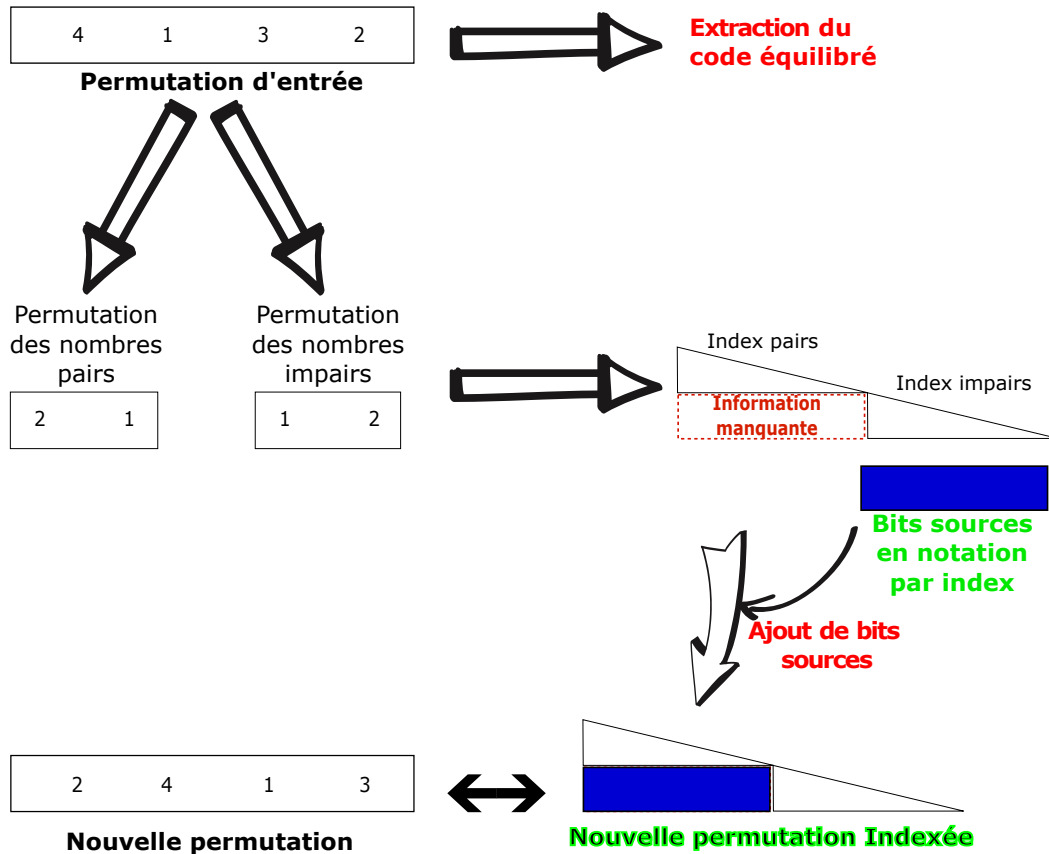 4 1 3 2
Permutation d'entrée
Extraction du
code équilibré
Permutation
des nombres
pairs
2 1
Permutation
des nombres
impairs
1 2
Index pairs
Index impairs
Information
manquante
Bits sources
en notation
par index
Ajout de bits
sources
2 4 1 3
Nouvelle permutation
Nouvelle permutation Indexée